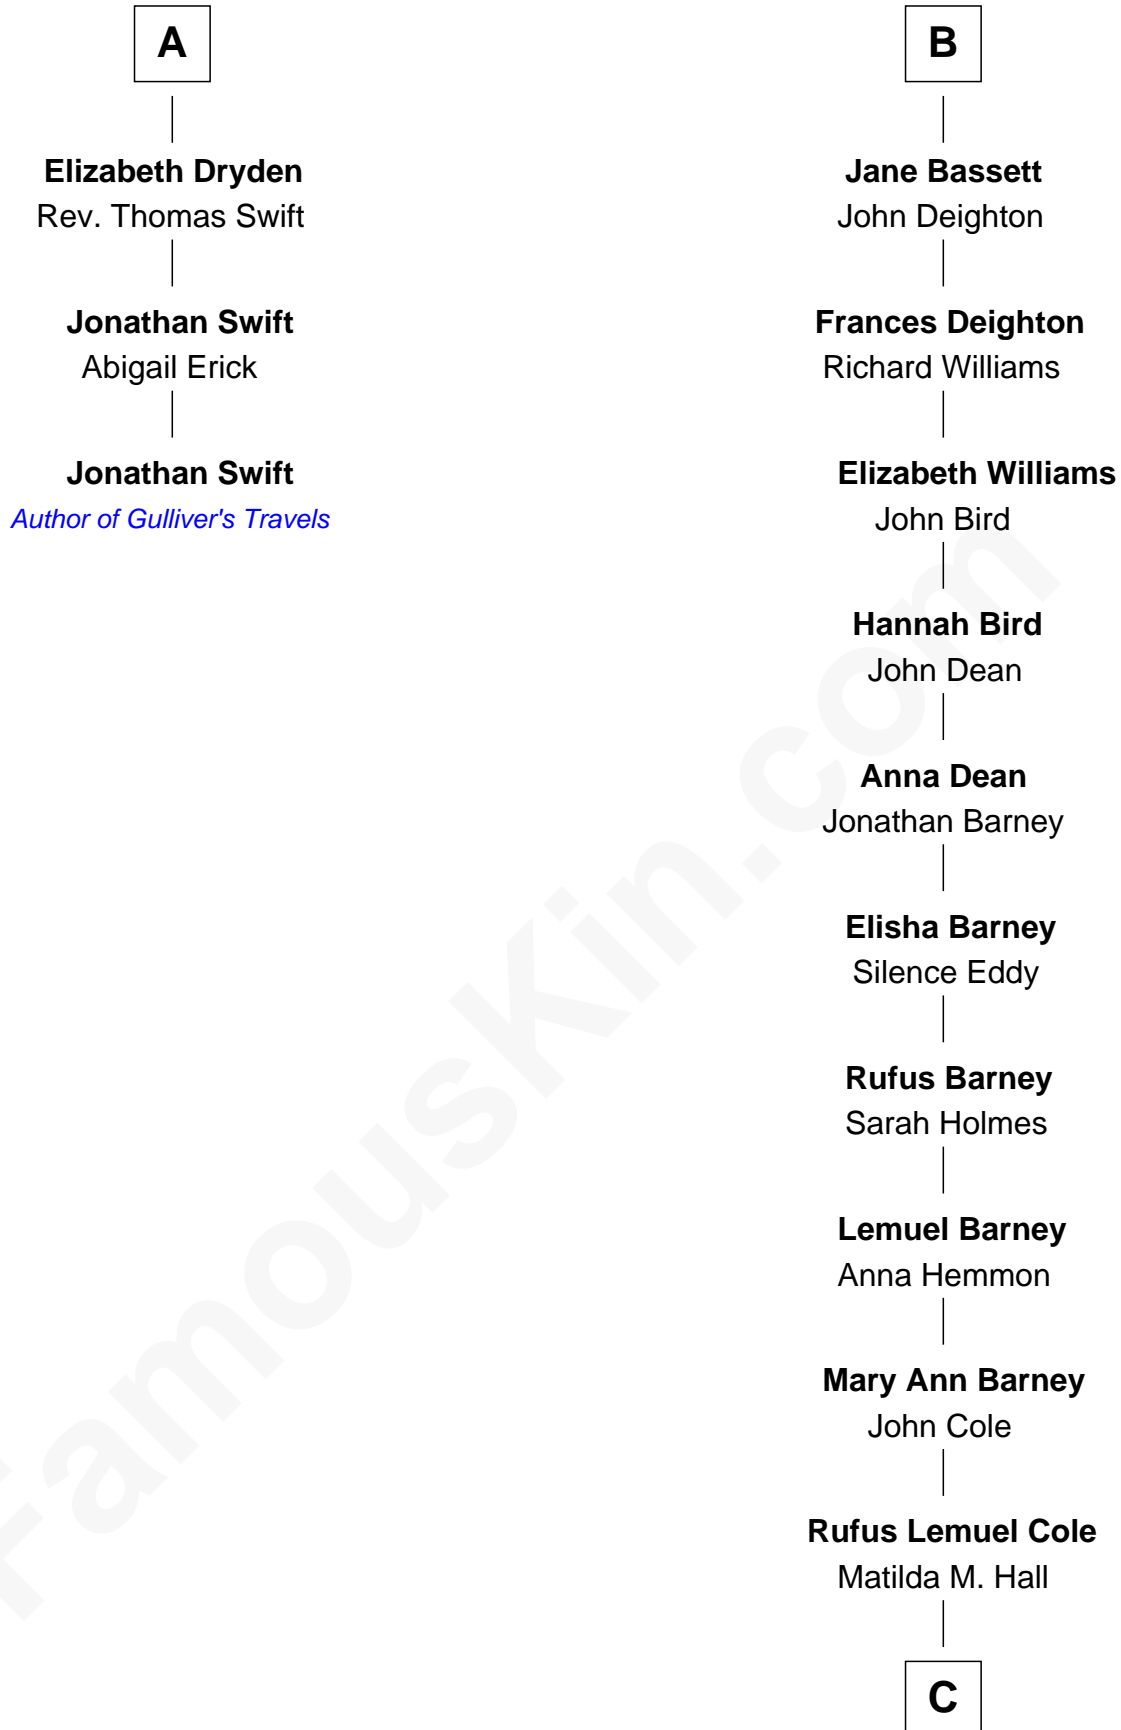 A
Elizabeth Dryden
Rev. Thomas Swift
Jonathan Swift
Abigail Erick
Jonathan Swift
Author of Gulliver's Travels
B
Jane Bassett
John Deighton
Frances Deighton
Richard Williams
Elizabeth Williams
John Bird
Hannah Bird
John Dean
Anna Dean
Jonathan Barney
Elisha Barney
Silence Eddy
Rufus Barney
Sarah Holmes
Lemuel Barney
Anna Hemmon
Mary Ann Barney
John Cole
Rufus Lemuel Cole
Matilda M. Hall
C
FamousKin.com